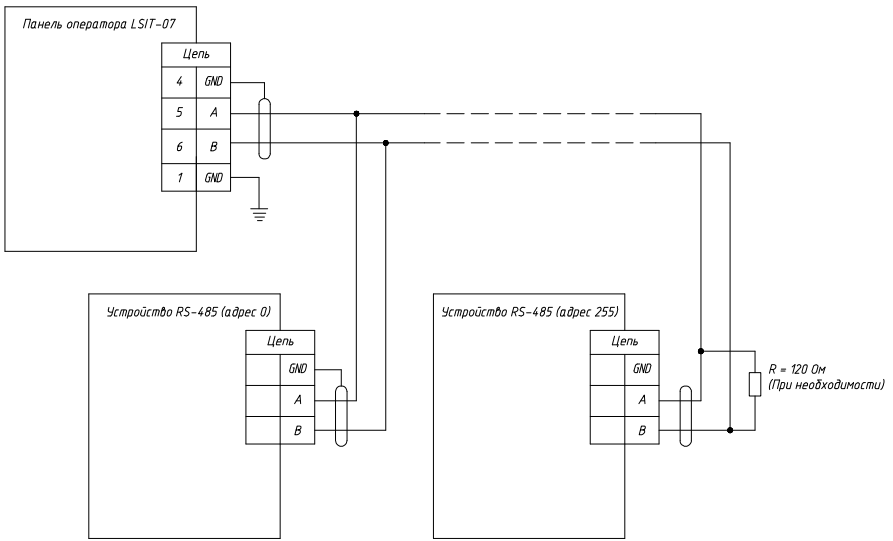 Панель оператора LSIT-07
Цепь
4 GND
5 A
6 B
1 GND
Устройство RS-485 (адрес 0)
Цепь
GND
A
B
Устройство RS-485 (адрес 255)
Цепь
GND
A
B
R = 120 Ом
(При необходимости)